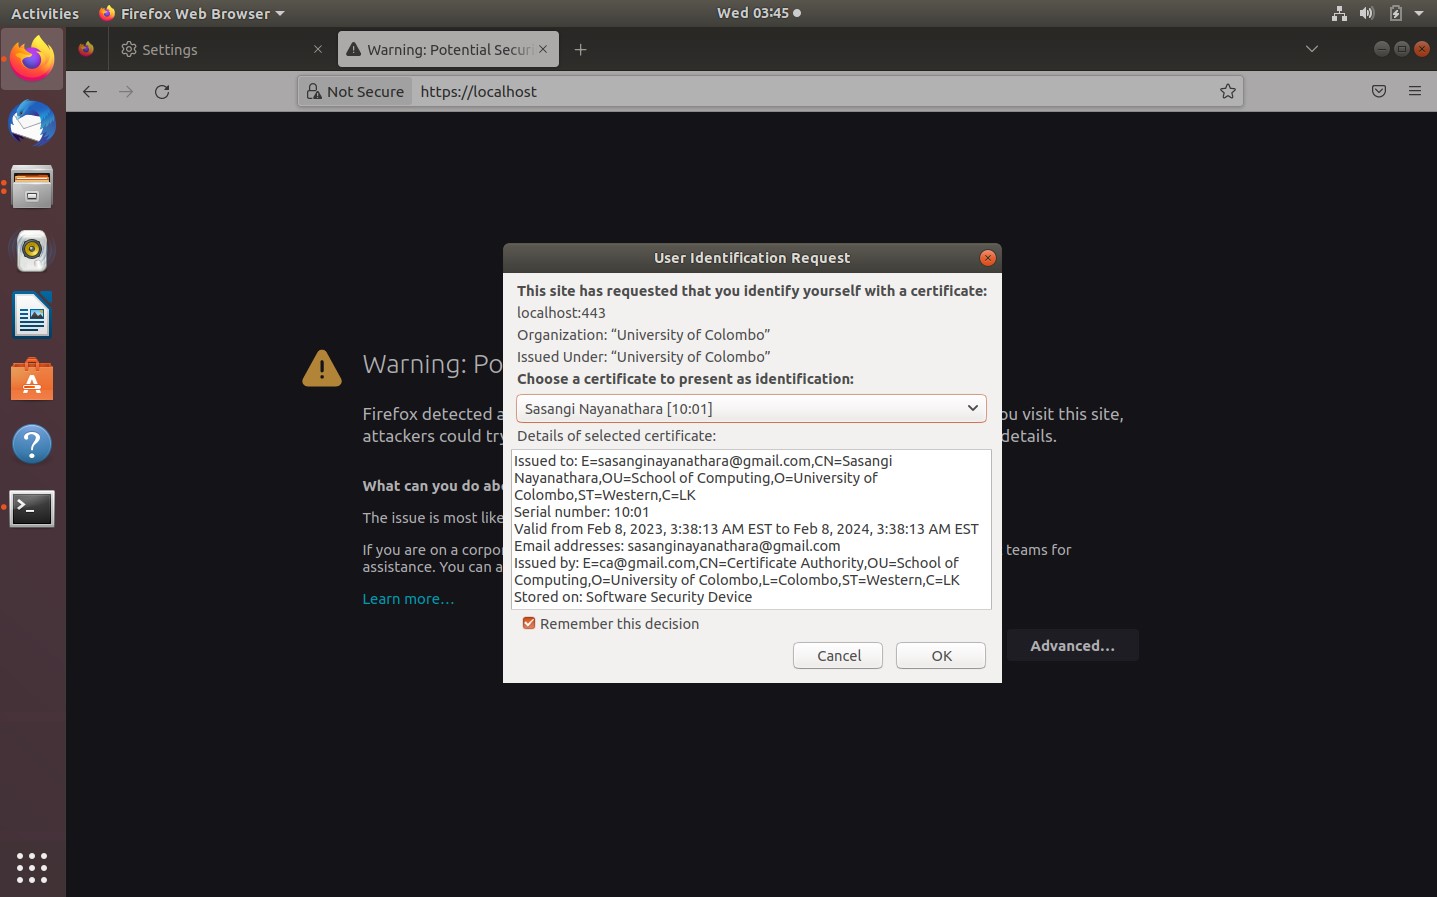 Activities
Firefox Web Browser
Wed 03:45
Settings
Warning: Potential Securi
Not Secure
https://localhost
User Identification Request
This site has requested that you identify yourself with a certificate:
localhost:443
Organization: “University of Colombo”
Issued Under: “University of Colombo”
Choose a certificate to present as identification:
Sasangi Nayanathara [10:01]
Details of selected certificate:
Issued to: E=sasanginayanathara@gmail.com,CN=Sasangi
Nayanathara,OU=School of Computing,O=University of
Colombo,ST=Western,C=LK
Serial number: 10:01
Valid from Feb 8, 2023, 3:38:13 AM EST to Feb 8, 2024, 3:38:13 AM EST
Email addresses: sasanginayanathara@gmail.com
Issued by: E=ca@gmail.com,CN=Certificate Authority,OU=School of
Computing,O=University of Colombo,L=Colombo,ST=Western,C=LK
Stored on: Software Security Device
Remember this decision
Cancel
OK
Warning: Po
Firefox detected a
ou visit this site,
attackers could try
details.
What can you do abo
The issue is most like
If you are on a corpor
teams for
assistance. You can a
Learn more…
Advanced…